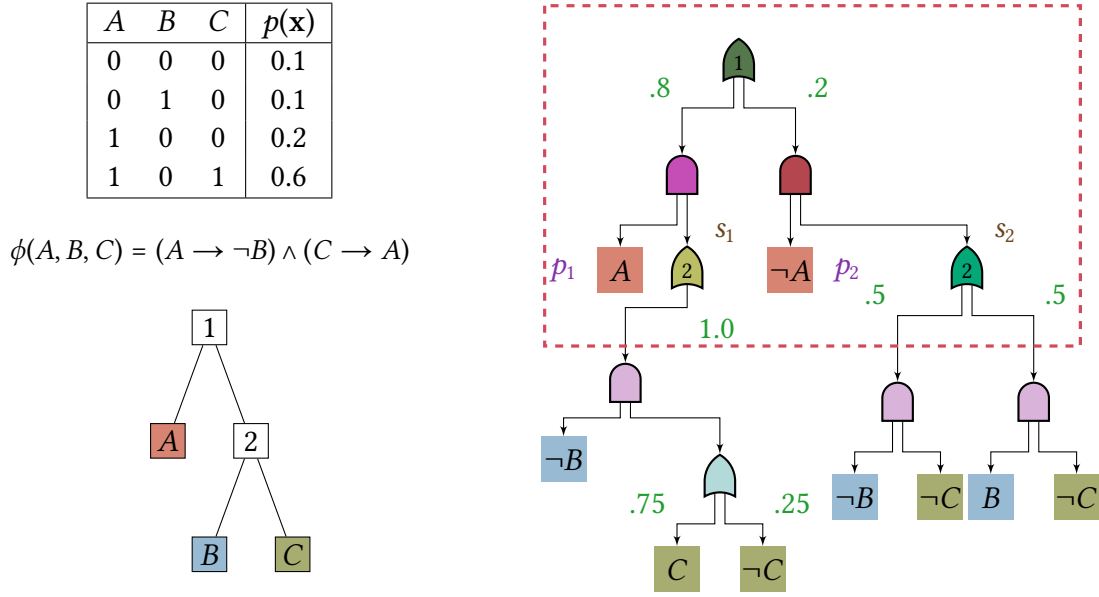 A B C p(x)
0 0 0 0.1
0 1 0 0.1
1 0 0 0.2
1 0 1 0.6
ϕ(A, B, C) = (A → ¬B) ∧ (C → A)
1
A 2
B C
1
.8 .2
s₁ s₂
p₁ A 2 ¬A p₂ 2
.5 .5
1.0
¬B
¬B ¬C B ¬C
.75 .25
C ¬C